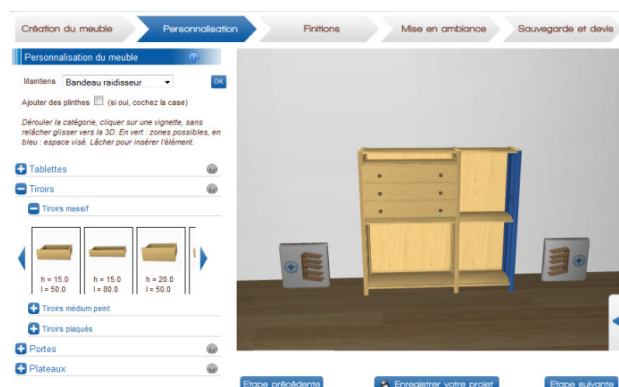 Création du meuble
Personnalisation
Finitions
Mise en ambiance
Sauvegarde et devis
Personnalisation du meuble
Maintiens Bandeau raidisseur OK
Ajouter des plinthes (si oui, cochez la case)
Dérouler la catégorie, cliquer sur une vignette, sans
relâcher glisser vers la 3D. En vert : zones possibles, en
bleu : espace visé. Lâcher pour insérer l'élément.
Tablettes
Tiroirs
Tiroirs massif
h = 15.0 h = 15.0 h = 20.0
l = 50.0 l = 80.0 l = 50.0
Tiroirs médium peint
Tiroirs plaqués
Portes
Plateaux
Etape précédente
Enregistrer votre projet
Etape suivante